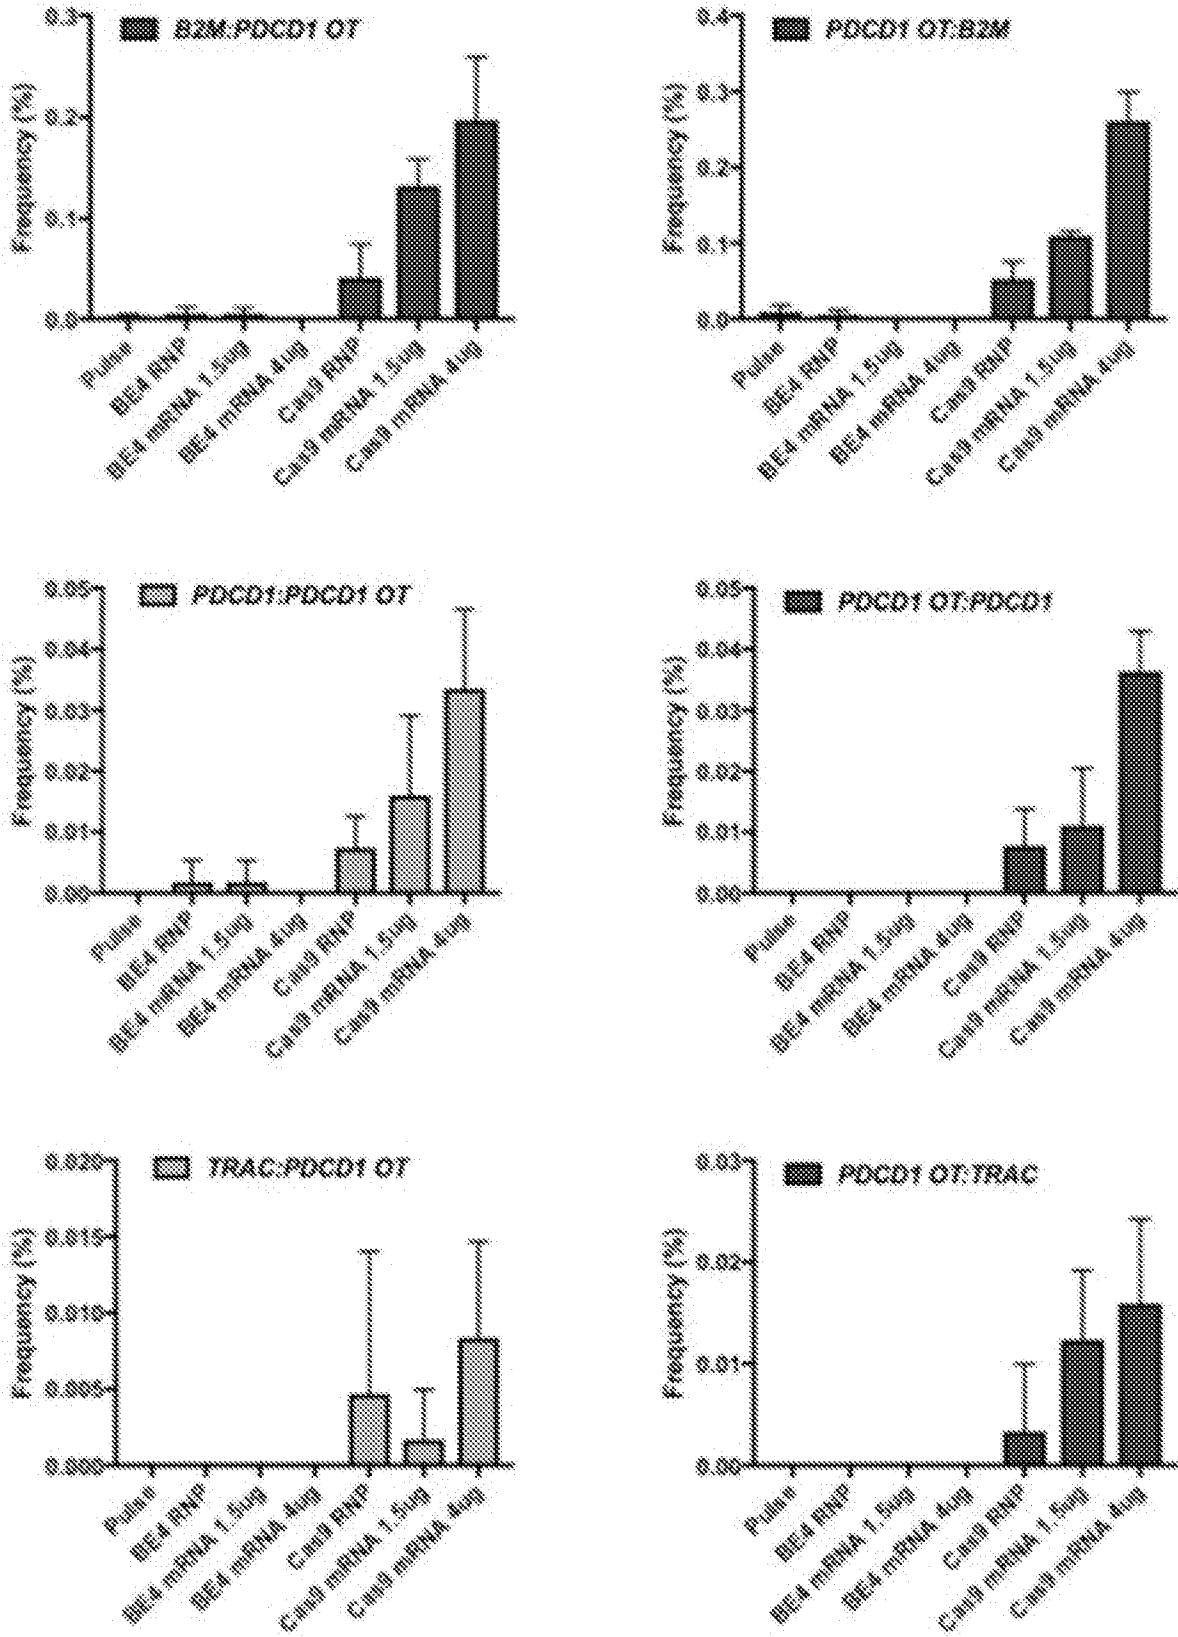 B2M:PDCD1 OT
Frequency (%)
0.3
0.2
0.1
0.0
Pulse
BE4 RNP
BE4 mRNA 1.5ug
BE4 mRNA 4ug
Cas9 RNP
Cas9 mRNA 1.5ug
Cas9 mRNA 4ug
PDCD1 OT:B2M
Frequency (%)
0.4
0.3
0.2
0.1
0.0
Pulse
BE4 RNP
BE4 mRNA 1.5ug
BE4 mRNA 4ug
Cas9 RNP
Cas9 mRNA 1.5ug
Cas9 mRNA 4ug
PDCD1:PDCD1 OT
Frequency (%)
0.05
0.04
0.03
0.02
0.01
0.00
Pulse
BE4 RNP
BE4 mRNA 1.5ug
BE4 mRNA 4ug
Cas9 RNP
Cas9 mRNA 1.5ug
Cas9 mRNA 4ug
PDCD1 OT:PDCD1
Frequency (%)
0.05
0.04
0.03
0.02
0.01
0.00
Pulse
BE4 RNP
BE4 mRNA 1.5ug
BE4 mRNA 4ug
Cas9 RNP
Cas9 mRNA 1.5ug
Cas9 mRNA 4ug
TRAC:PDCD1 OT
Frequency (%)
0.020
0.015
0.010
0.005
0.000
Pulse
BE4 RNP
BE4 mRNA 1.5ug
BE4 mRNA 4ug
Cas9 RNP
Cas9 mRNA 1.5ug
Cas9 mRNA 4ug
PDCD1 OT:TRAC
Frequency (%)
0.03
0.02
0.01
0.00
Pulse
BE4 RNP
BE4 mRNA 1.5ug
BE4 mRNA 4ug
Cas9 RNP
Cas9 mRNA 1.5ug
Cas9 mRNA 4ug